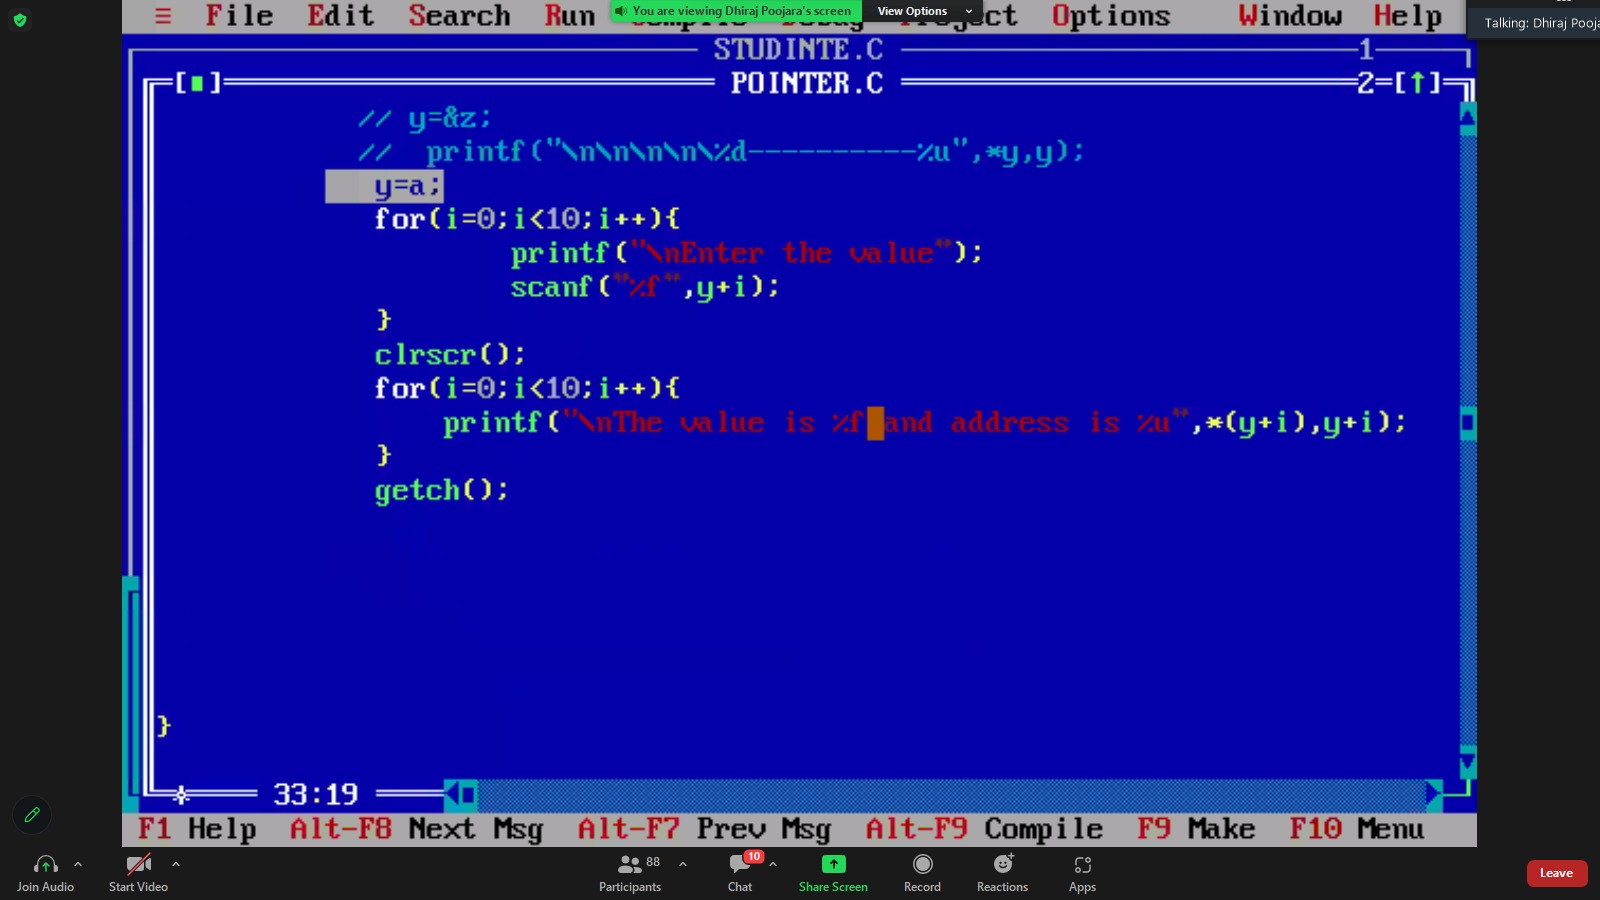 ≡ File Edit Search Run Compile Debug Project Options Window Help
You are viewing Dhiraj Poojara's screen View Options
Talking: Dhiraj Pooja
STUDINTE.C 1
[■] POINTER.C 2=[↑]
// y=&z;
// printf("\n\n\n\n\%d----------%u",*y,y);
y=a;
for(i=0;i<10;i++){
printf("\nEnter the value");
scanf("%f",y+i);
}
clrscr();
for(i=0;i<10;i++){
printf("\nThe value is %f and address is %u",*(y+i),y+i);
}
getch();
}
33:19
F1 Help Alt-F8 Next Msg Alt-F7 Prev Msg Alt-F9 Compile F9 Make F10 Menu
88 10
Join Audio Start Video Participants Chat Share Screen Record Reactions Apps Leave